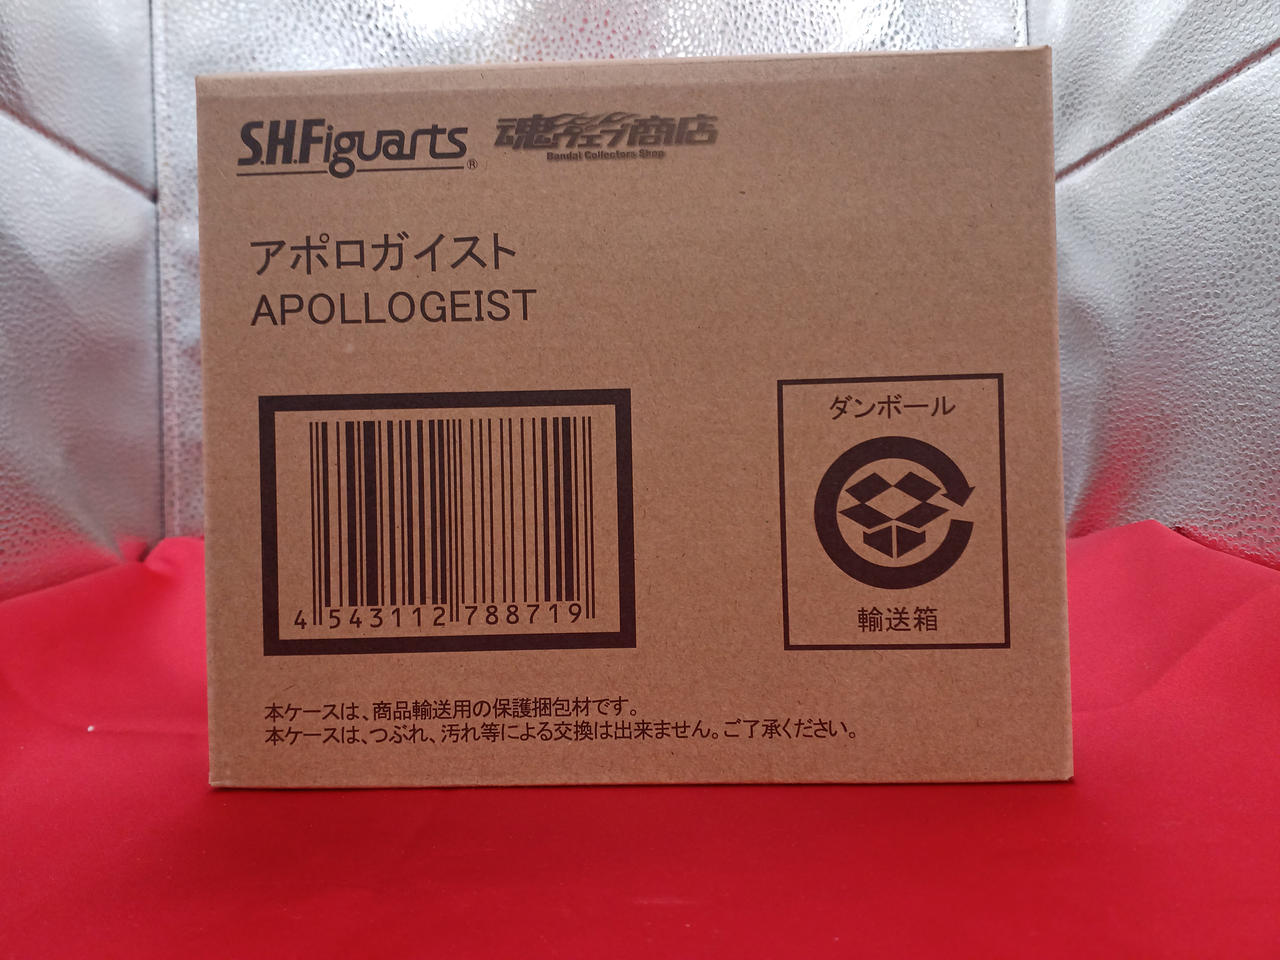 S.H.Figuarts®
魂ウェブ商店
Bandai Collectors Shop
アポロガイスト
APOLLOGEIST
4 543112 788719
ダンボール
輸送箱
本ケースは、商品輸送用の保護捆包材です。
本ケースは、つぶれ、汚れ等による交換は出来ません。ご了承ください。